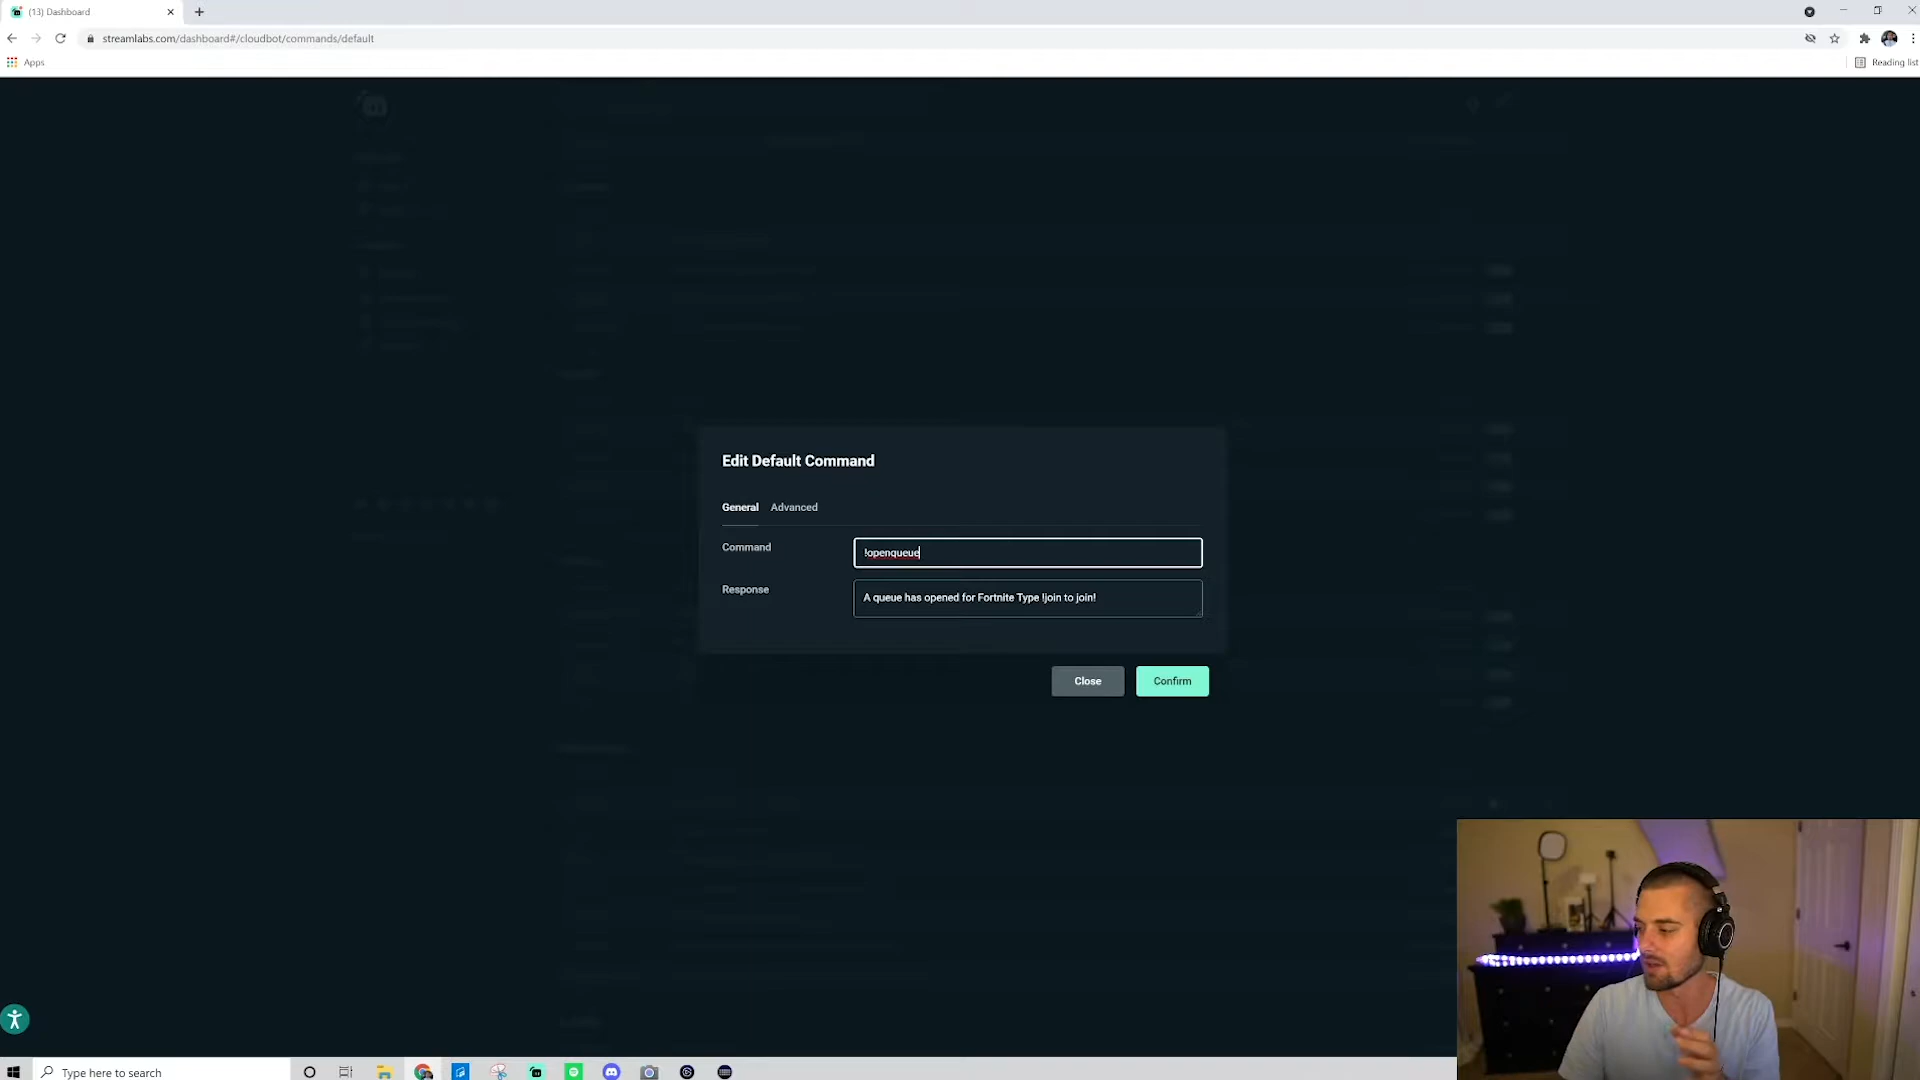 (13) Dashboard
streamlabs.com/dashboard#/cloudbot/commands/default
Apps
Reading list
Edit Default Command
General Advanced
Command
!openqueue
Response
A queue has opened for Fortnite Type !join to join!
Close
Confirm
Type here to search